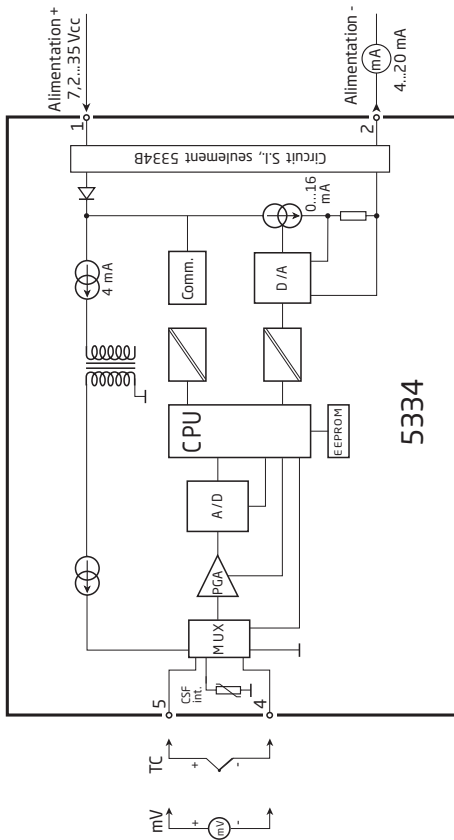 Alimentation +
7,2...35 Vcc
Alimentation -
mA
4...20 mA
1
2
Circuit S.I., seulement 5334B
4 mA
0...16
mA
Comm.
D/A
CPU
EEPROM
A/D
PGA
MUX
CSF
int.
5
4
TC
+
-
mV
+
mV
-
5334